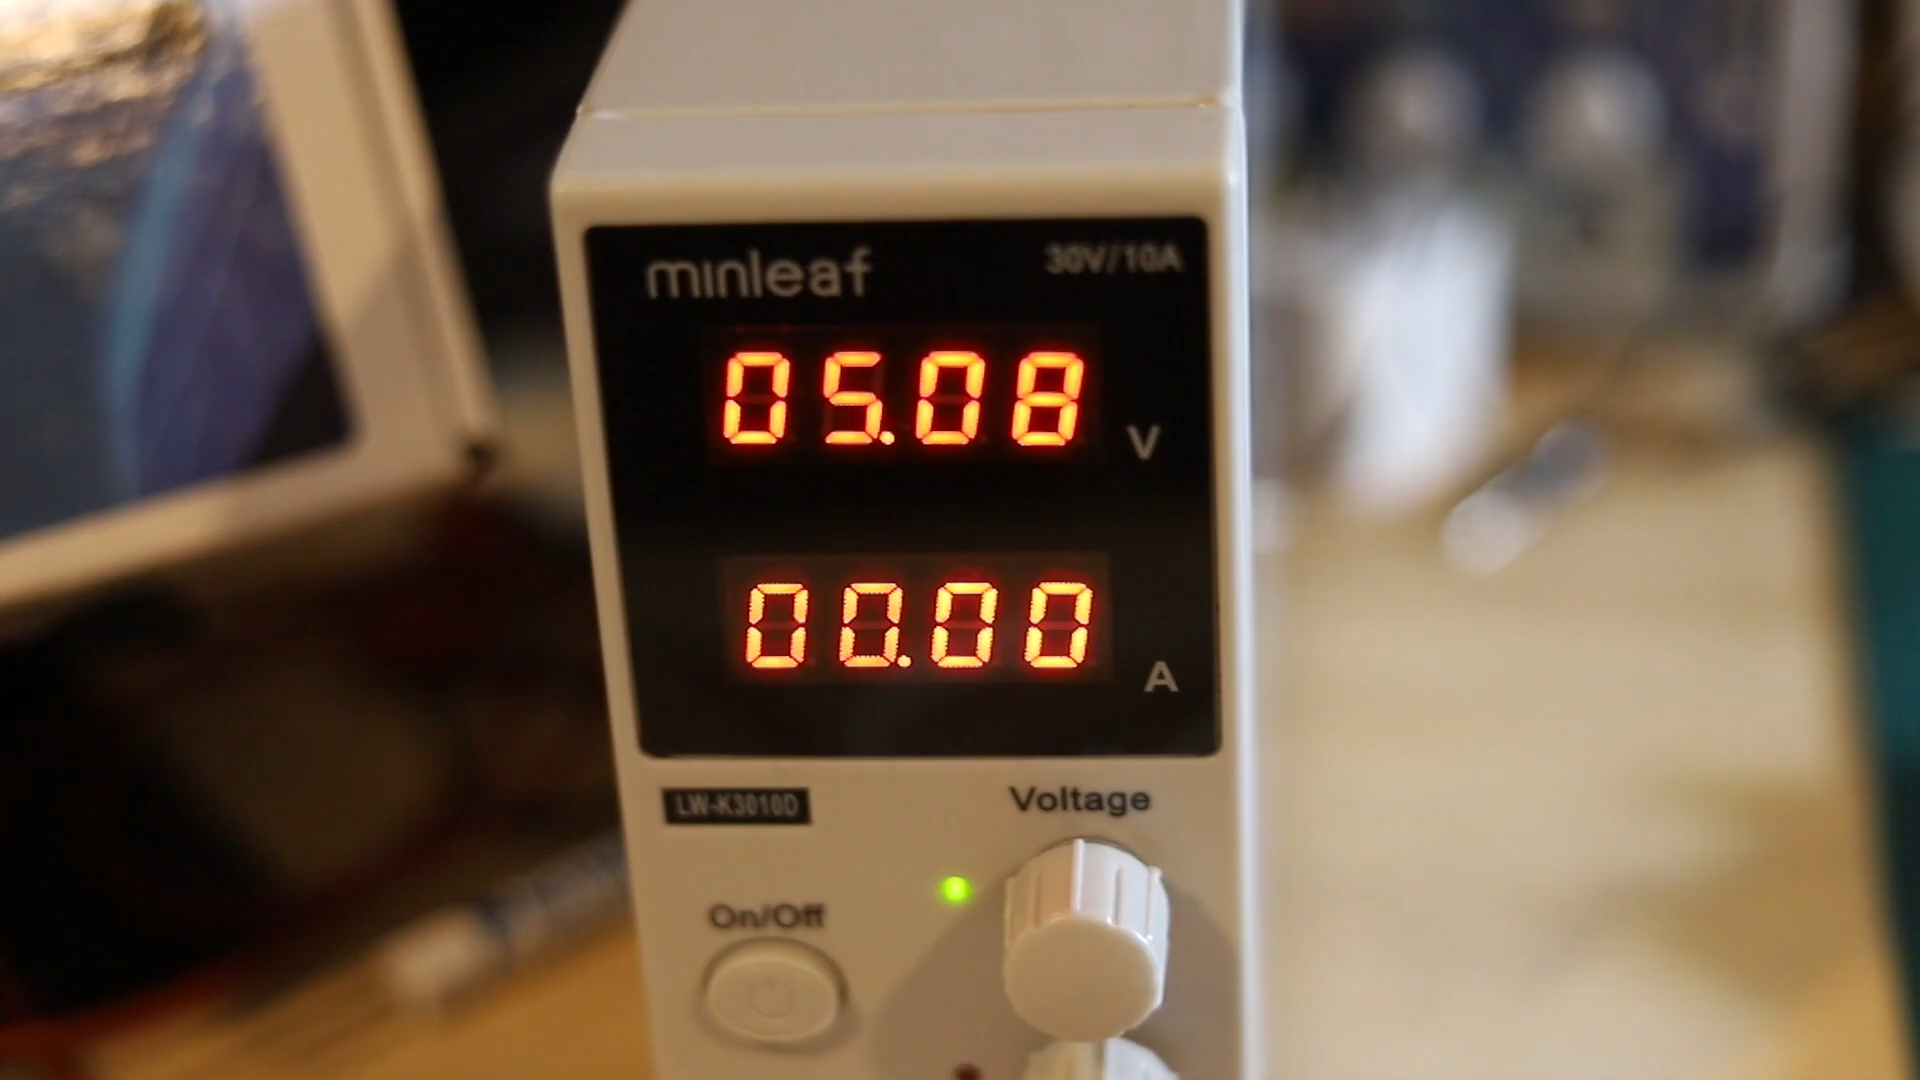 minleaf 30V/10A
05.08 V
00.00 A
LW-K3010D
Voltage
On/Off